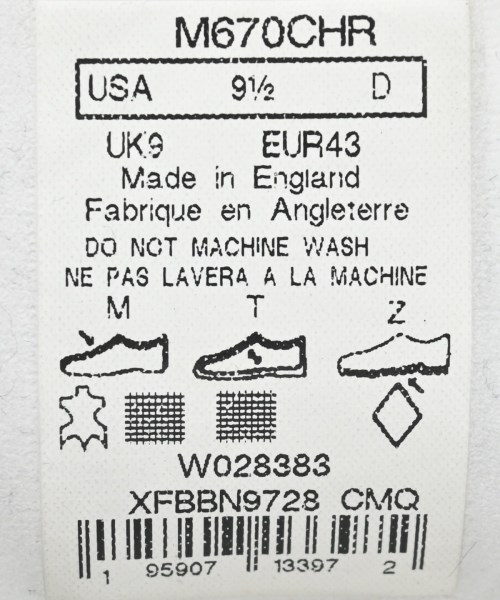 M670CHR
USA 9½ D
UK9 EUR43
Made in England
Fabrique en Angleterre
DO NOT MACHINE WASH
NE PAS LAVERA A LA MACHINE
M T Z
W028383
XFBBN9728 CMQ
1 95907 13397 2